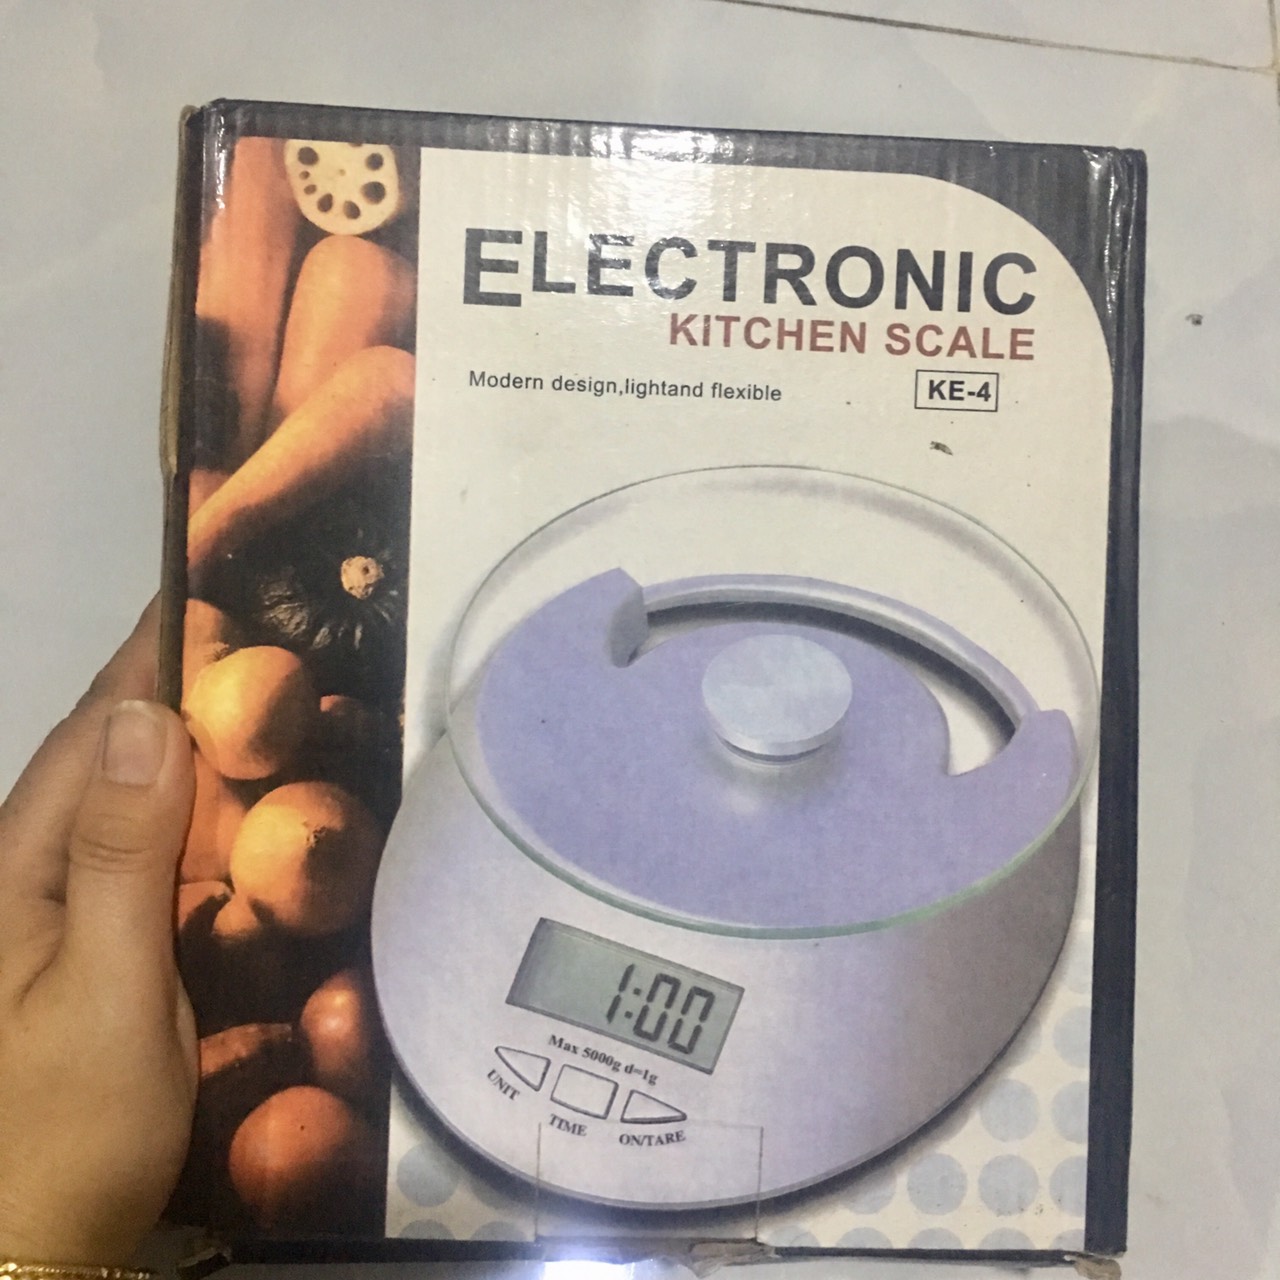 ELECTRONIC
KITCHEN SCALE
Modern design,lightand flexible
KE-4
1:00
Max 5000g d=1g
UNIT
TIME
ON/TARE